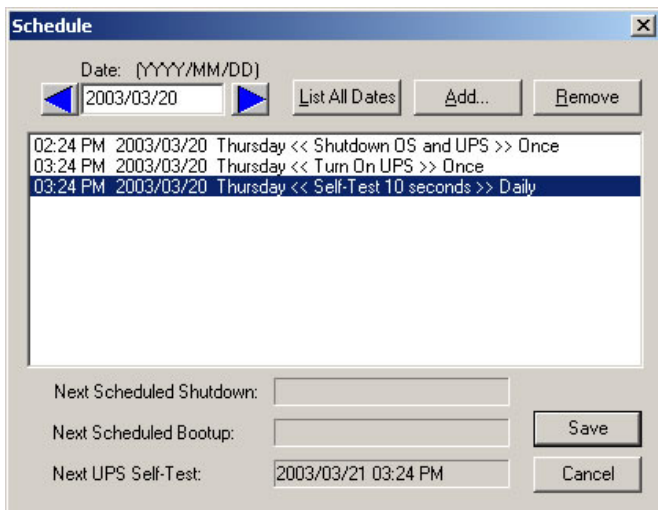 Schedule
Date: (YYYY/MM/DD)
2003/03/20
List All Dates
Add...
Remove
02:24 PM 2003/03/20 Thursday << Shutdown OS and UPS >> Once
03:24 PM 2003/03/20 Thursday << Turn On UPS >> Once
03:24 PM 2003/03/20 Thursday << Self-Test 10 seconds >> Daily
Next Scheduled Shutdown:
Next Scheduled Bootup:
Save
Next UPS Self-Test: 2003/03/21 03:24 PM
Cancel